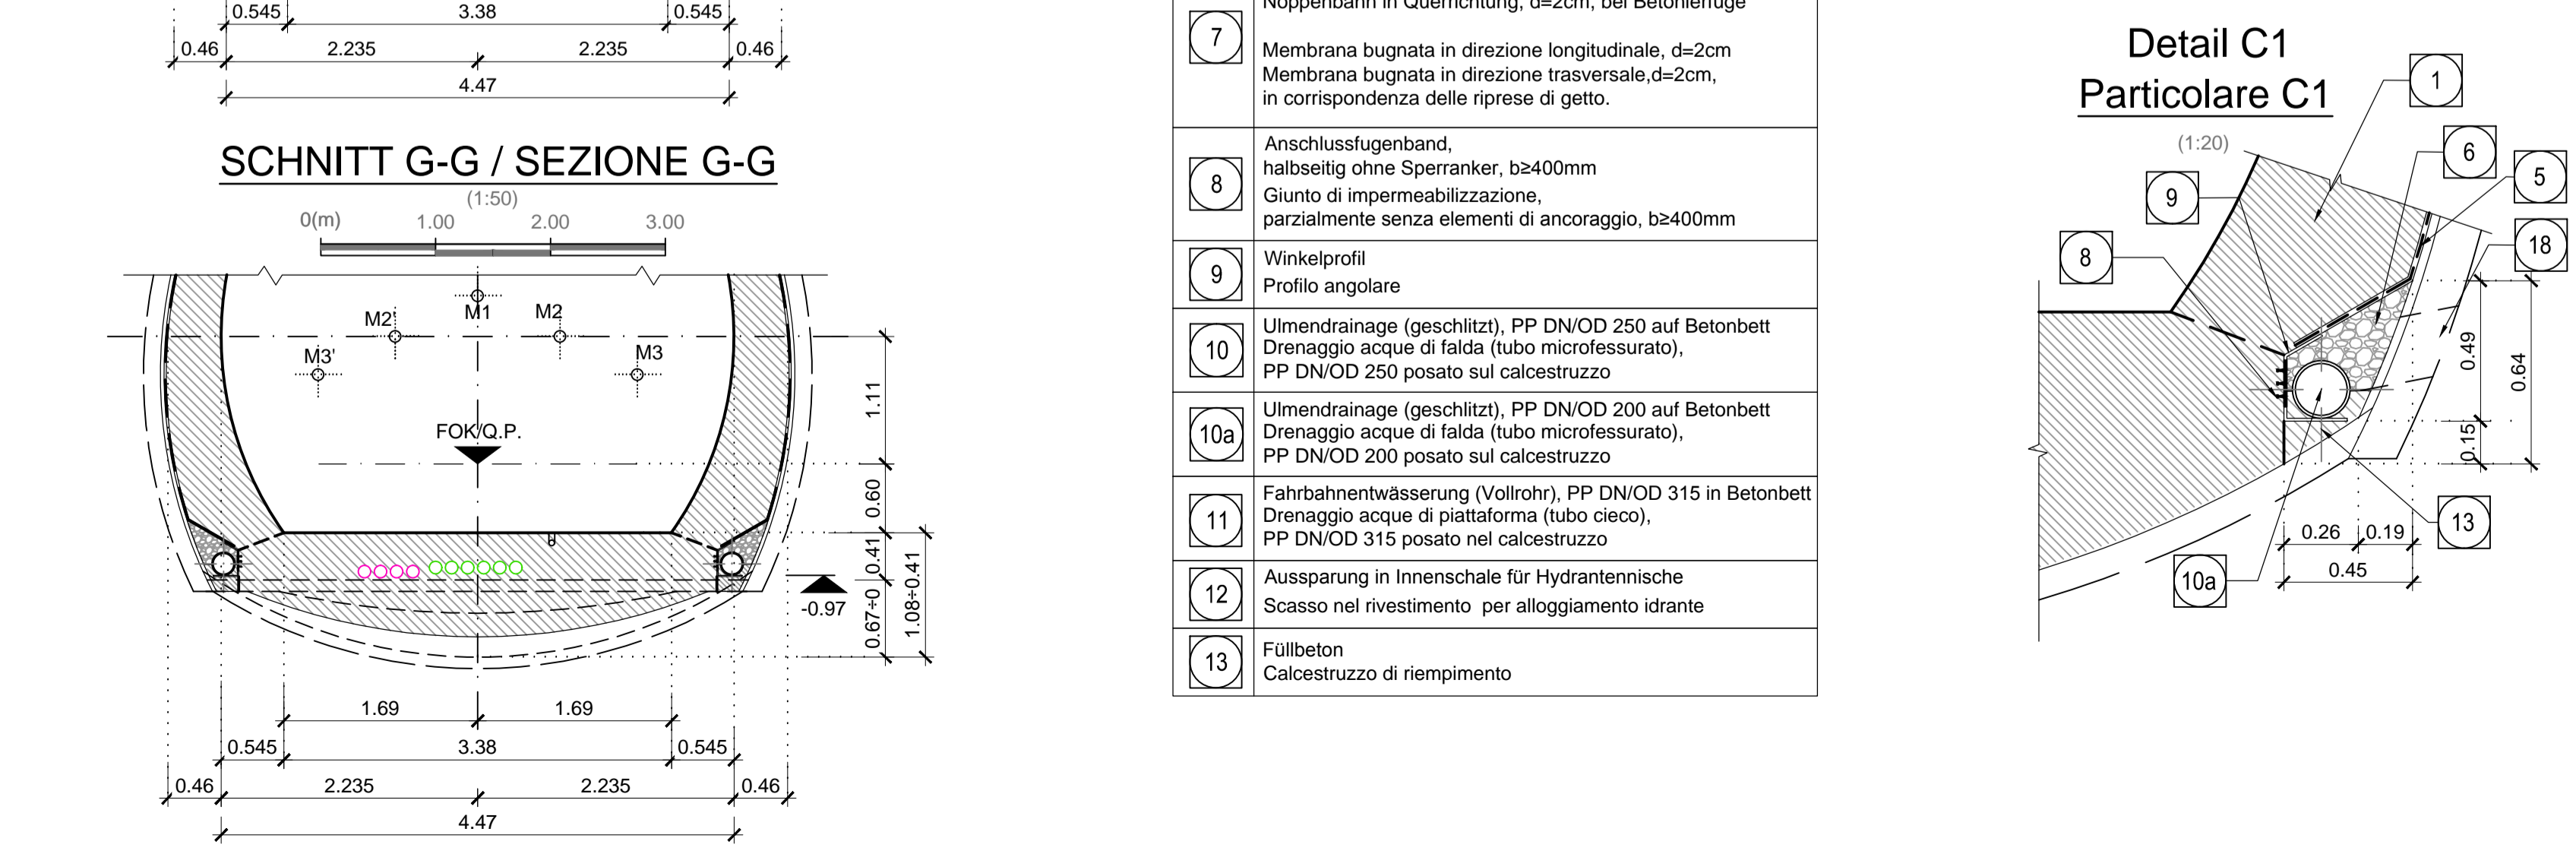 0.545 3.38 0.545
0.46 2.235 2.235 0.46
4.47
SCHNITT G-G / SEZIONE G-G
(1:50)
0(m) 1.00 2.00 3.00
M1
M2' M2
M3' M3
FOK/Q.P.
1.11
0.60
0.41
0.67÷0
1.08÷0.41
-0.97
1.69 1.69
0.545 3.38 0.545
0.46 2.235 2.235 0.46
4.47
Noppenbahn in Querrichtung, d=2cm, bei Betonierfuge
7
Membrana bugnata in direzione longitudinale, d=2cm
Membrana bugnata in direzione trasversale,d=2cm,
in corrispondenza delle riprese di getto.
8
Anschlussfugenband,
halbseitig ohne Sperranker, b≥400mm
Giunto di impermeabilizzazione,
parzialmente senza elementi di ancoraggio, b≥400mm
9
Winkelprofil
Profilo angolare
10
Ulmendrainage (geschlitzt), PP DN/OD 250 auf Betonbett
Drenaggio acque di falda (tubo microfessurato),
PP DN/OD 250 posato sul calcestruzzo
10a
Ulmendrainage (geschlitzt), PP DN/OD 200 auf Betonbett
Drenaggio acque di falda (tubo microfessurato),
PP DN/OD 200 posato sul calcestruzzo
11
Fahrbahnentwässerung (Vollrohr), PP DN/OD 315 in Betonbett
Drenaggio acque di piattaforma (tubo cieco),
PP DN/OD 315 posato nel calcestruzzo
12
Aussparung in Innenschale für Hydrantennische
Scasso nel rivestimento per alloggiamento idrante
13
Füllbeton
Calcestruzzo di riempimento
Detail C1
Particolare C1
(1:20)
1
6
5
9
18
8
0.49
0.64
0.15
13
0.26 0.19
0.45
10a